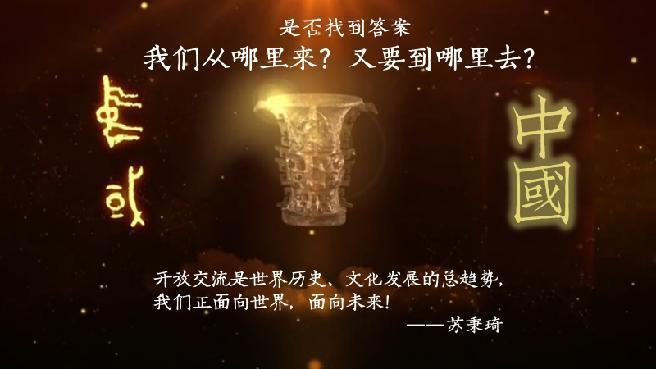 是否找到答案
我们从哪里来？又要到哪里去？
中
或
中
國
开放交流是世界历史、文化发展的总趋势，
我们正面向世界，面向未来！
——苏秉琦